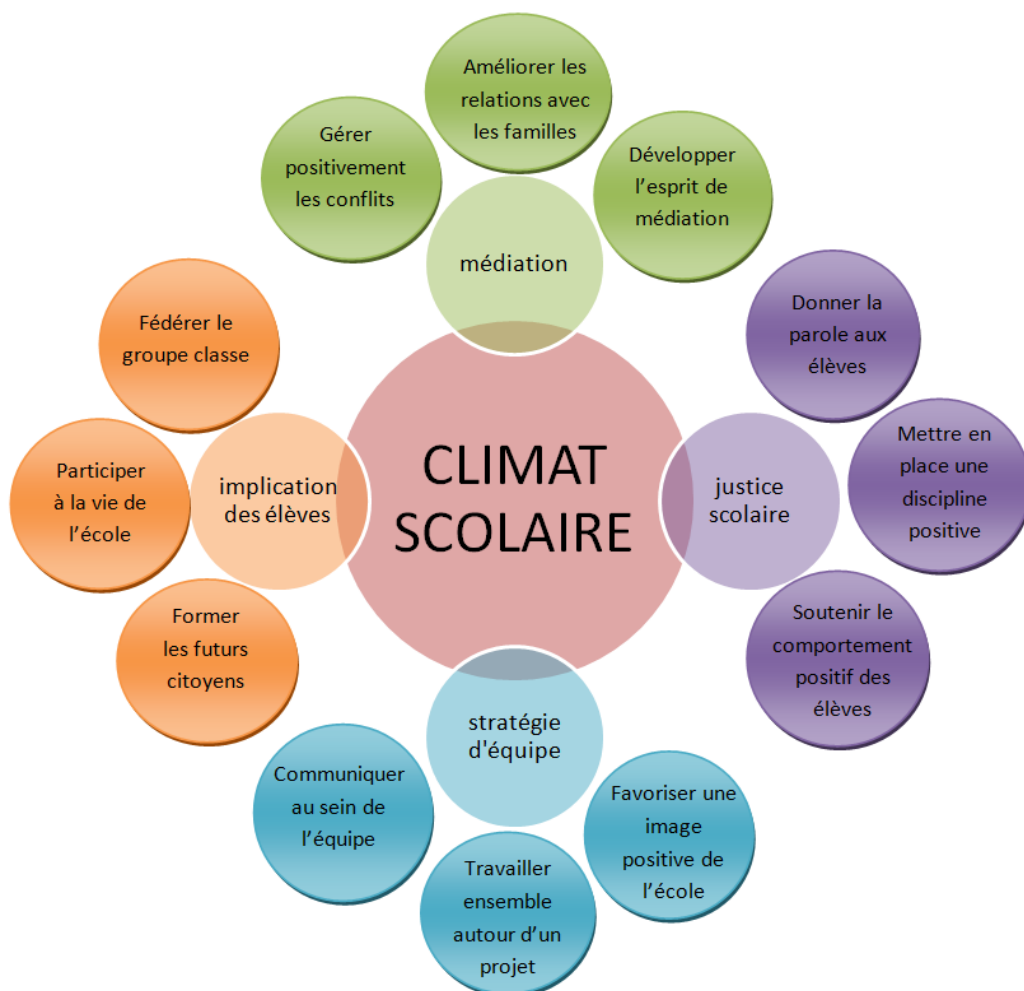 Améliorer les
relations avec
les familles
Gérer
positivement
les conflits
Développer
l’esprit de
médiation
médiation
Donner la
parole aux
élèves
Mettre en
place une
discipline
positive
Soutenir le
comportement
positif des
élèves
justice
scolaire
Fédérer le
groupe classe
Participer
à la vie de
l’école
Former
les futurs
citoyens
implication
des élèves
CLIMAT
SCOLAIRE
stratégie
d'équipe
Communiquer
au sein de
l’équipe
Travailler
ensemble
autour d’un
projet
Favoriser une
image
positive de
l’école